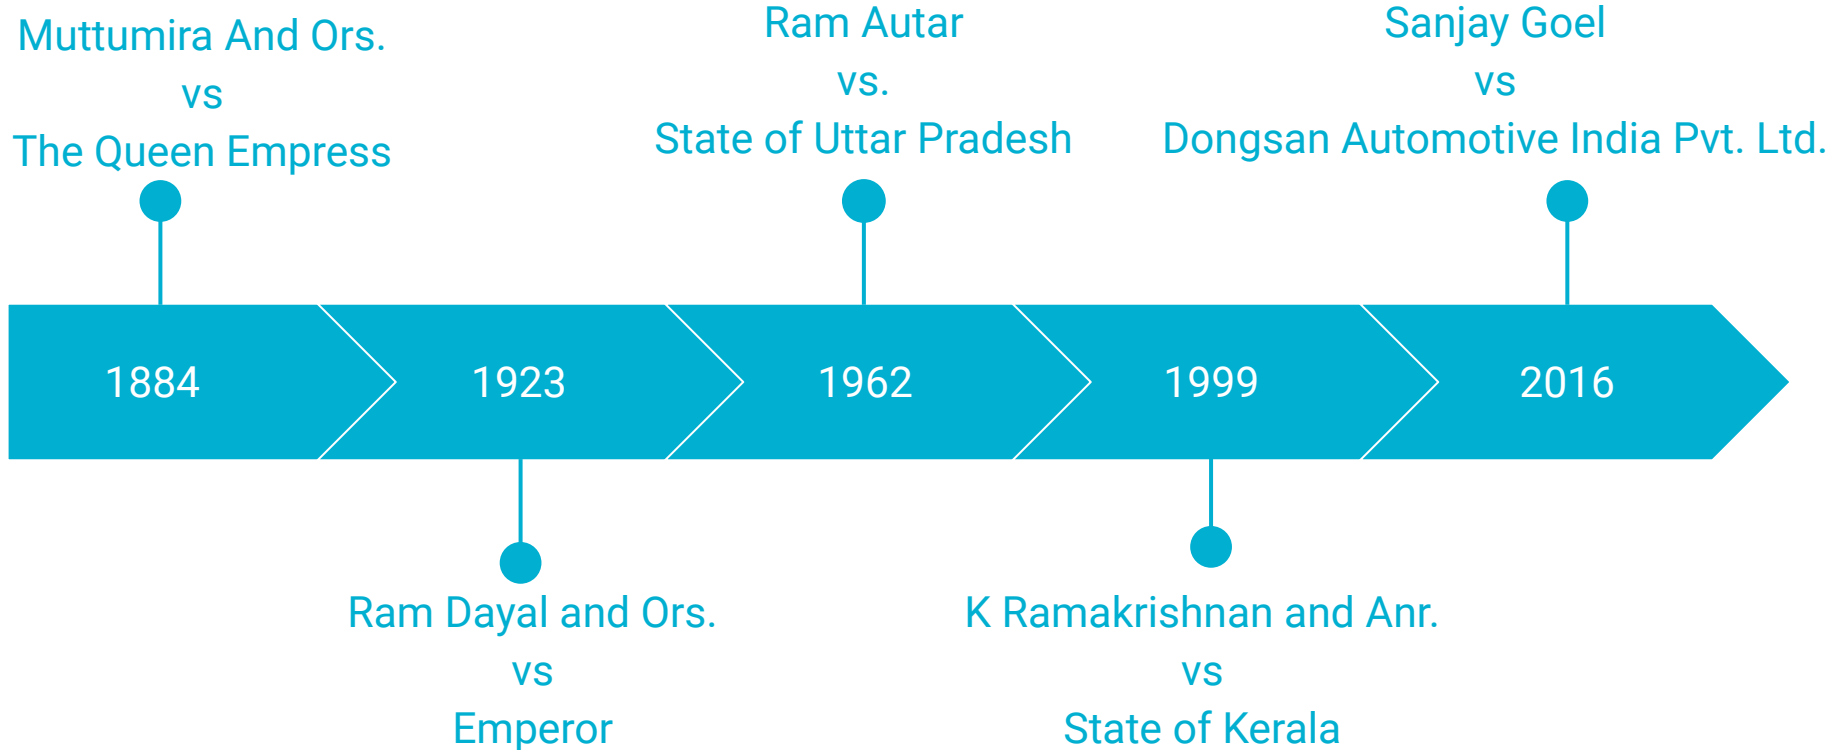 Muttumira And Ors.
vs
The Queen Empress
Ram Autar
vs.
State of Uttar Pradesh
Sanjay Goel
vs
Dongsan Automotive India Pvt. Ltd.
1884
1923
1962
1999
2016
Ram Dayal and Ors.
vs
Emperor
K Ramakrishnan and Anr.
vs
State of Kerala